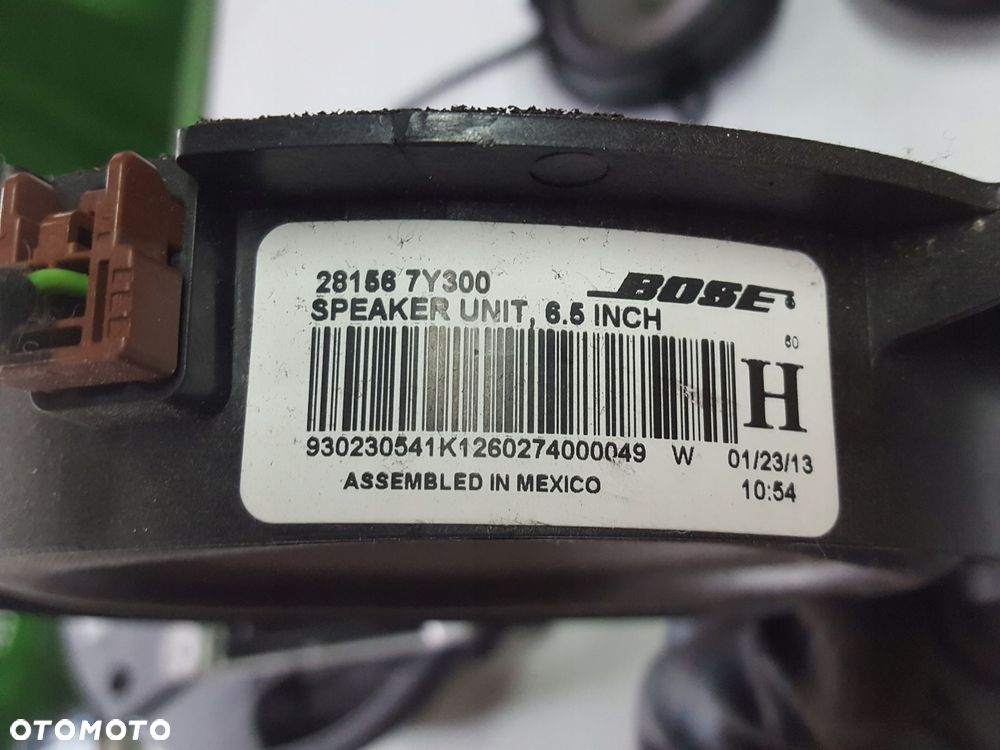 28156 7Y300
BOSE
SPEAKER UNIT, 6.5 INCH
60
H
930230541K1260274000049 W 01/23/13
ASSEMBLED IN MEXICO 10:54
OTOMOTO